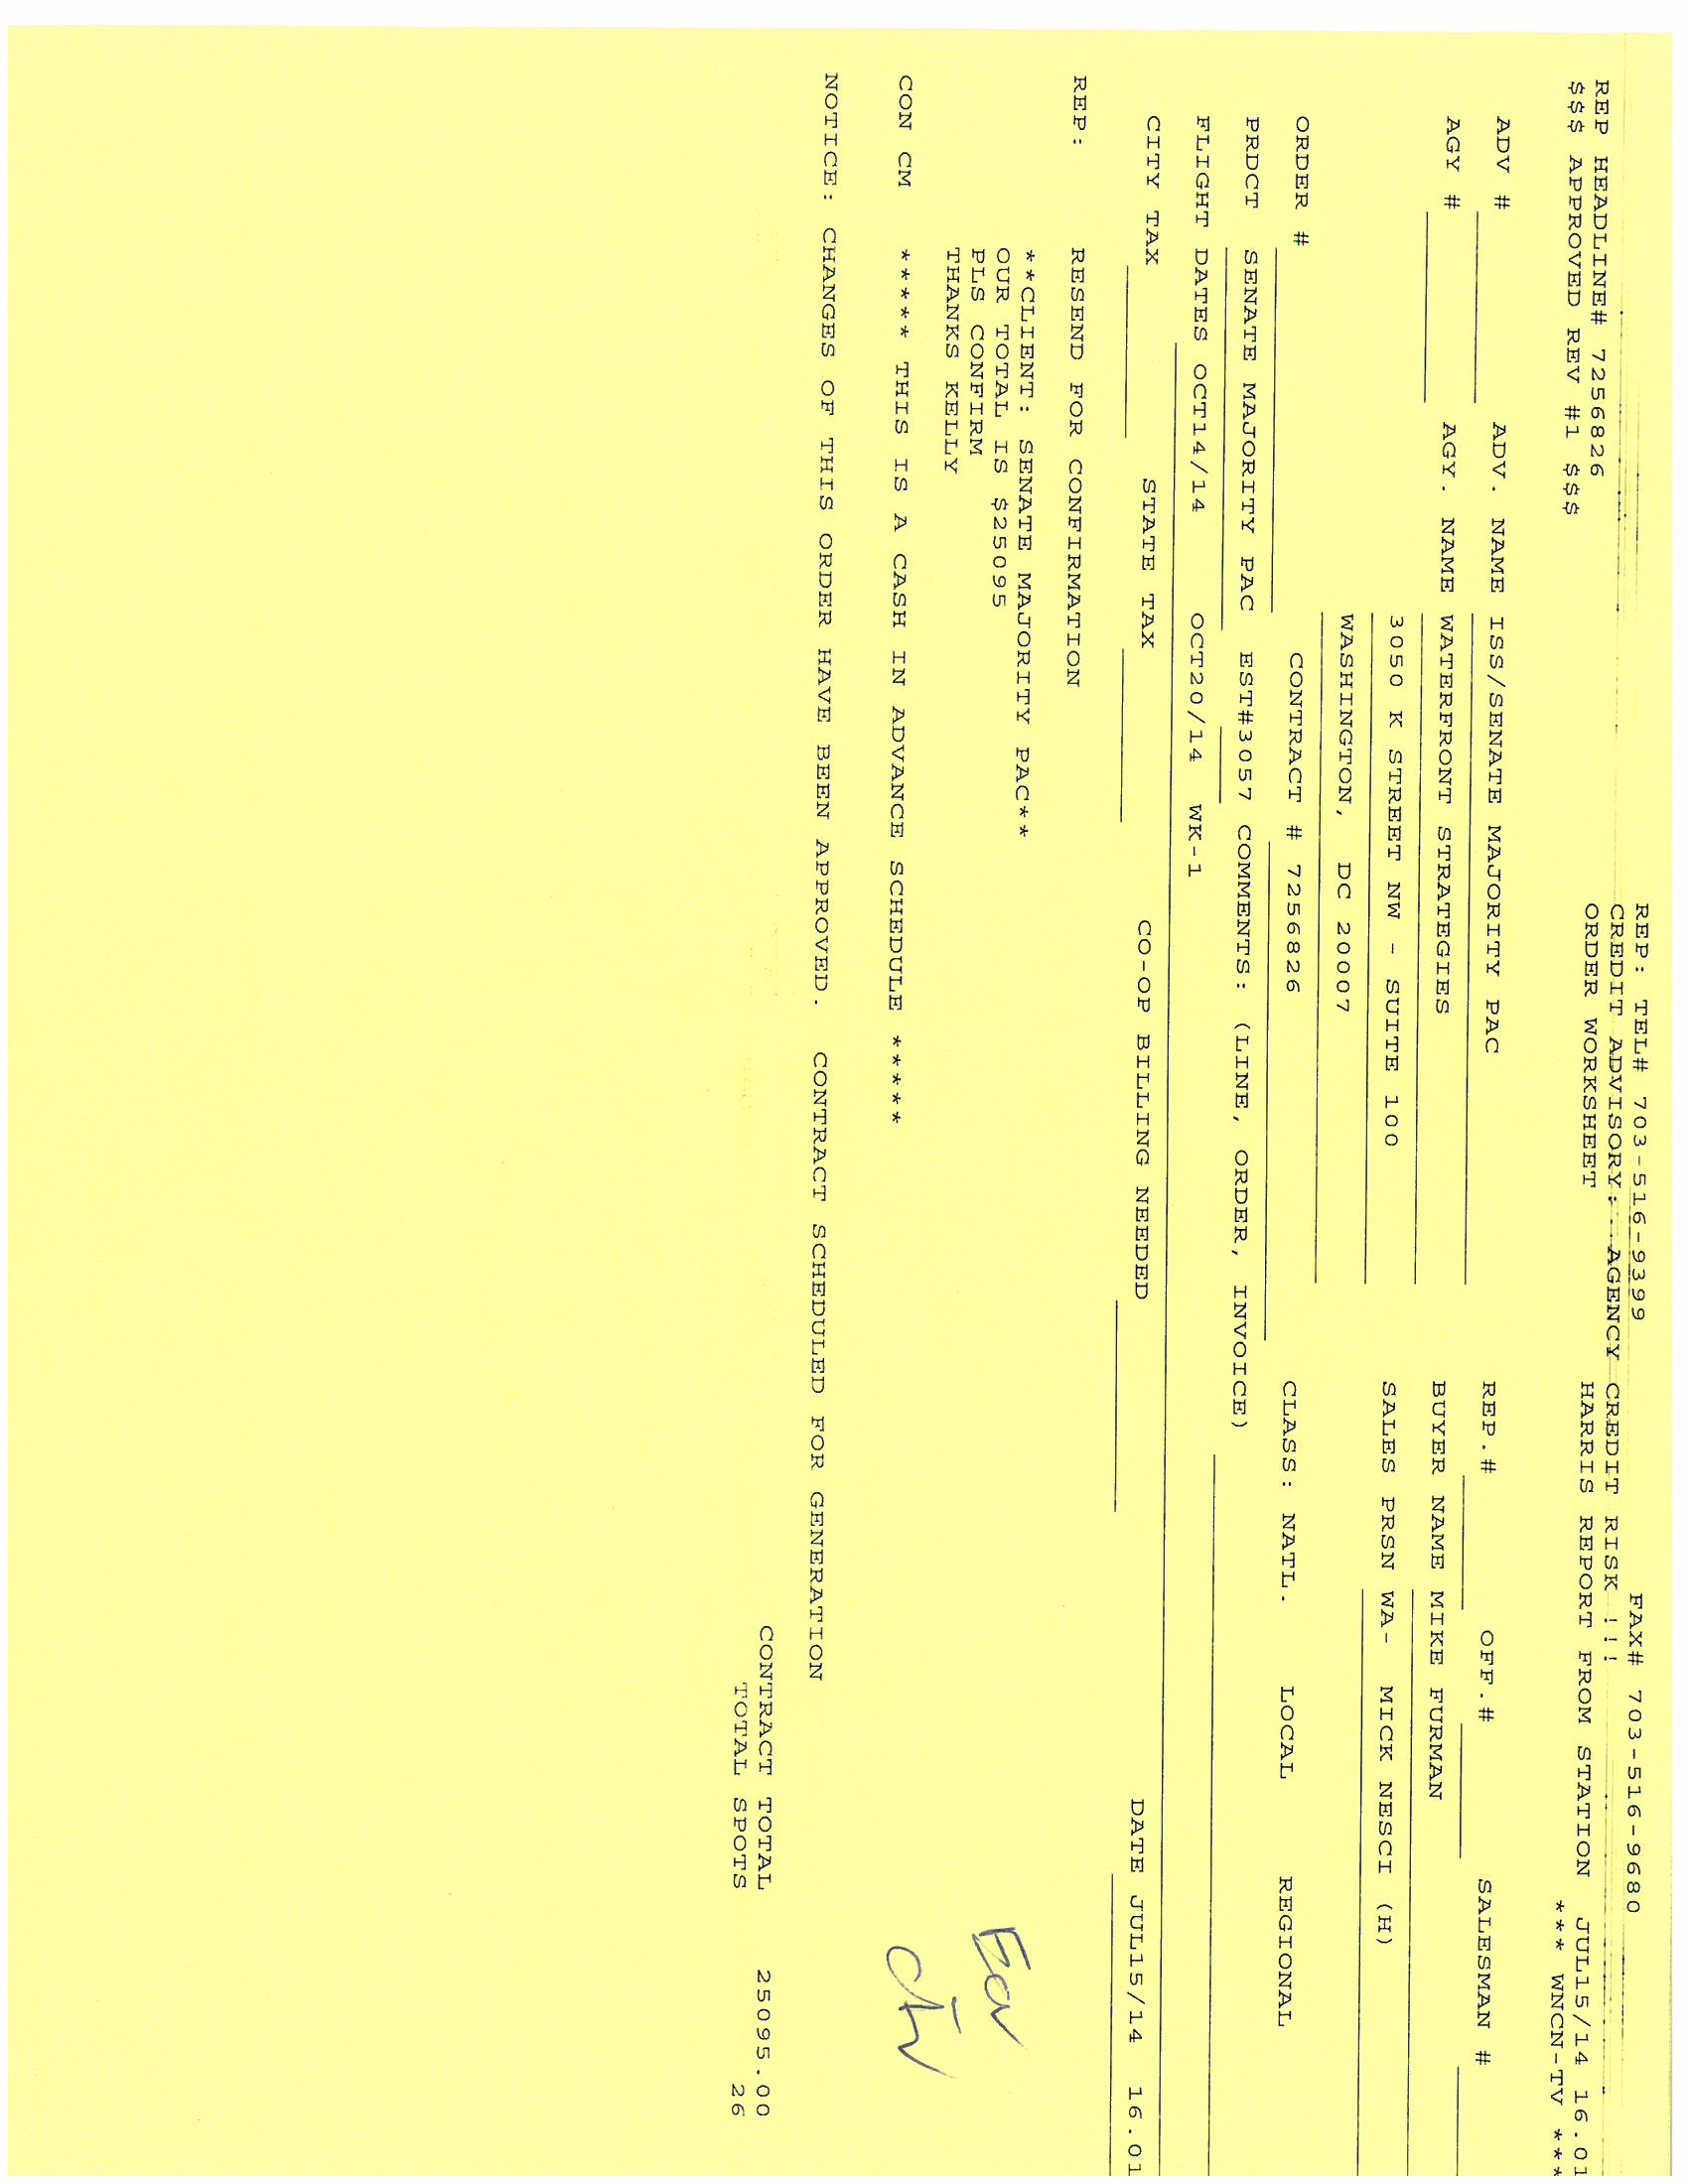 REP: TEL# 703-516-9399 FAX# 703-516-9680
CREDIT ADVISORY: AGENCY CREDIT RISK !!!
REP HEADLINE# 7256826 ORDER WORKSHEET HARRIS REPORT FROM STATION JUL15/14 16.01
$$$ APPROVED REV #1 $$$ *** WNCN-TV ***
ADV # ADV. NAME ISS/SENATE MAJORITY PAC REP.# OFF.# SALESMAN #
AGY # AGY. NAME WATERFRONT STRATEGIES BUYER NAME MIKE FURMAN
3050 K STREET NW - SUITE 100 SALES PRSN WA- MICK NESCI (H)
WASHINGTON, DC 20007
ORDER # CONTRACT # 7256826 CLASS: NATL. LOCAL REGIONAL
PRDCT SENATE MAJORITY PAC EST#3057 COMMENTS: (LINE, ORDER, INVOICE)
FLIGHT DATES OCT14/14 OCT20/14 WK-1
CITY TAX STATE TAX CO-OP BILLING NEEDED DATE JUL15/14 16.01
REP: RESEND FOR CONFIRMATION
**CLIENT: SENATE MAJORITY PAC**
OUR TOTAL IS $25095
PLS CONFIRM
THANKS KELLY
CON CM ***** THIS IS A CASH IN ADVANCE SCHEDULE *****
NOTICE: CHANGES OF THIS ORDER HAVE BEEN APPROVED. CONTRACT SCHEDULED FOR GENERATION
CONTRACT TOTAL 25095.00
TOTAL SPOTS 26